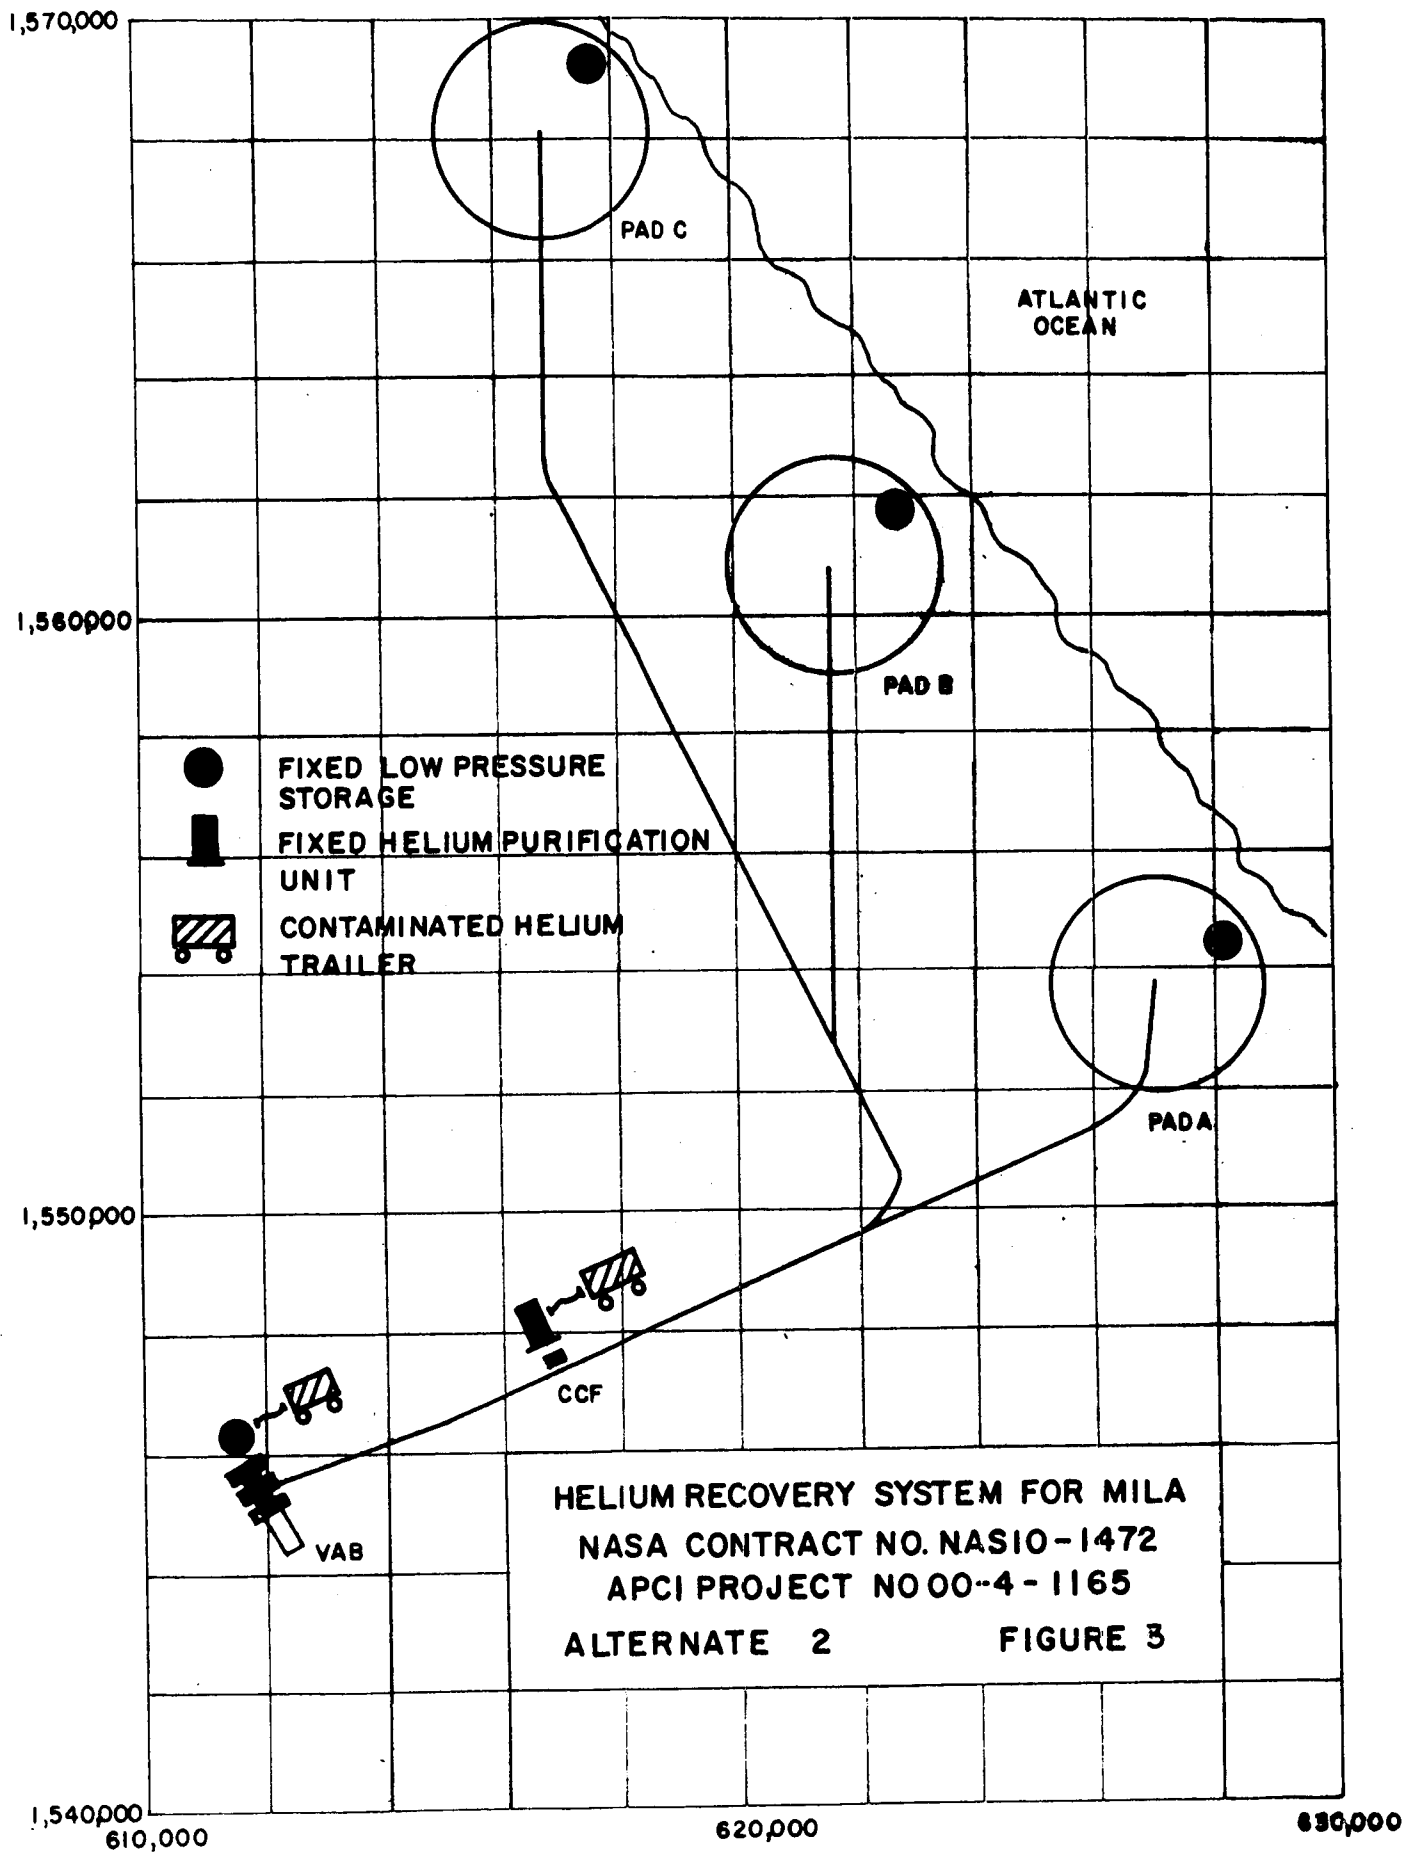 1,570,000
PAD C
ATLANTIC
OCEAN
1,560,000
PAD B
FIXED LOW PRESSURE
STORAGE
FIXED HELIUM PURIFICATION
UNIT
CONTAMINATED HELIUM
TRAILER
PAD A
1,550,000
CCF
VAB
HELIUM RECOVERY SYSTEM FOR MILA
NASA CONTRACT NO. NAS10-1472
APCI PROJECT NO 00-4-1165
ALTERNATE 2 FIGURE 3
1,540,000
610,000 620,000 630,000